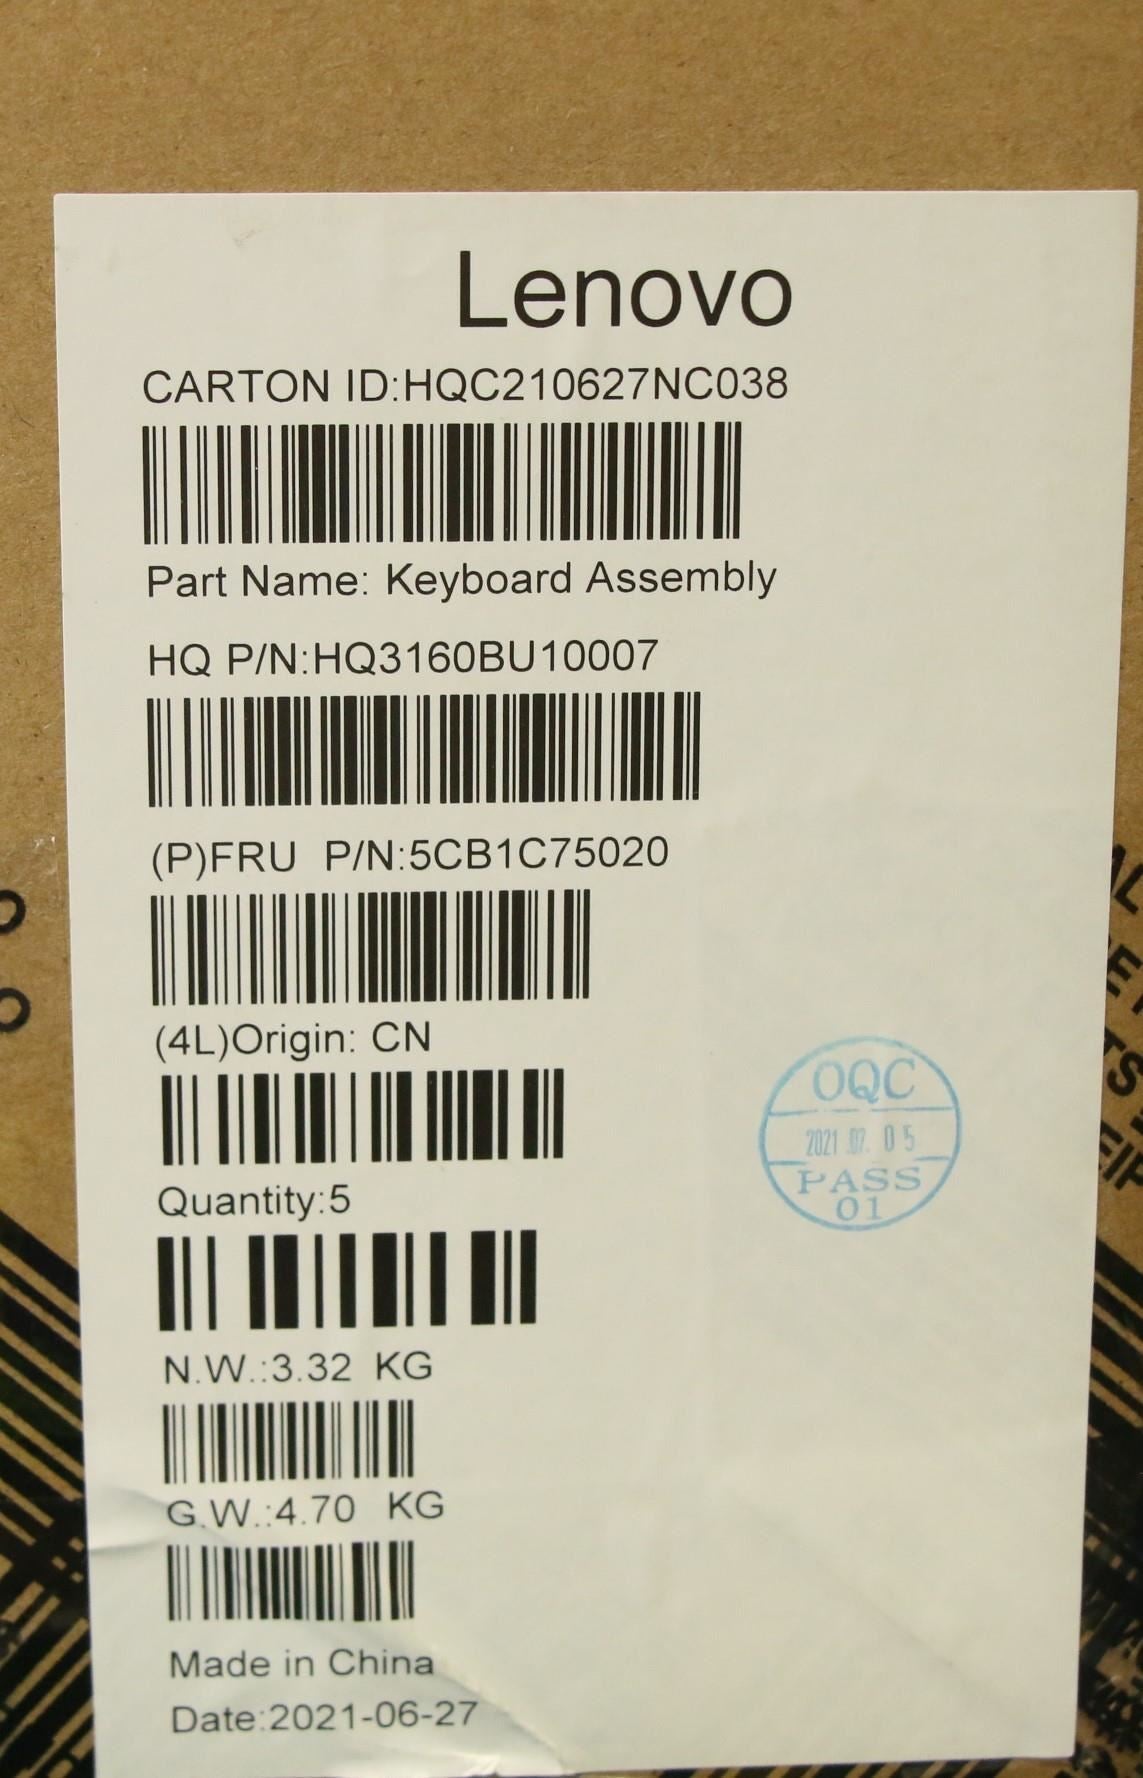 Lenovo
CARTON ID:HQC210627NC038
Part Name: Keyboard Assembly
HQ P/N:HQ3160BU10007
(P)FRU P/N:5CB1C75020
(4L)Origin: CN
Quantity:5
N.W.:3.32 KG
G.W.:4.70 KG
Made in China
Date:2021-06-27
OQC
2021.07.05
PASS
01